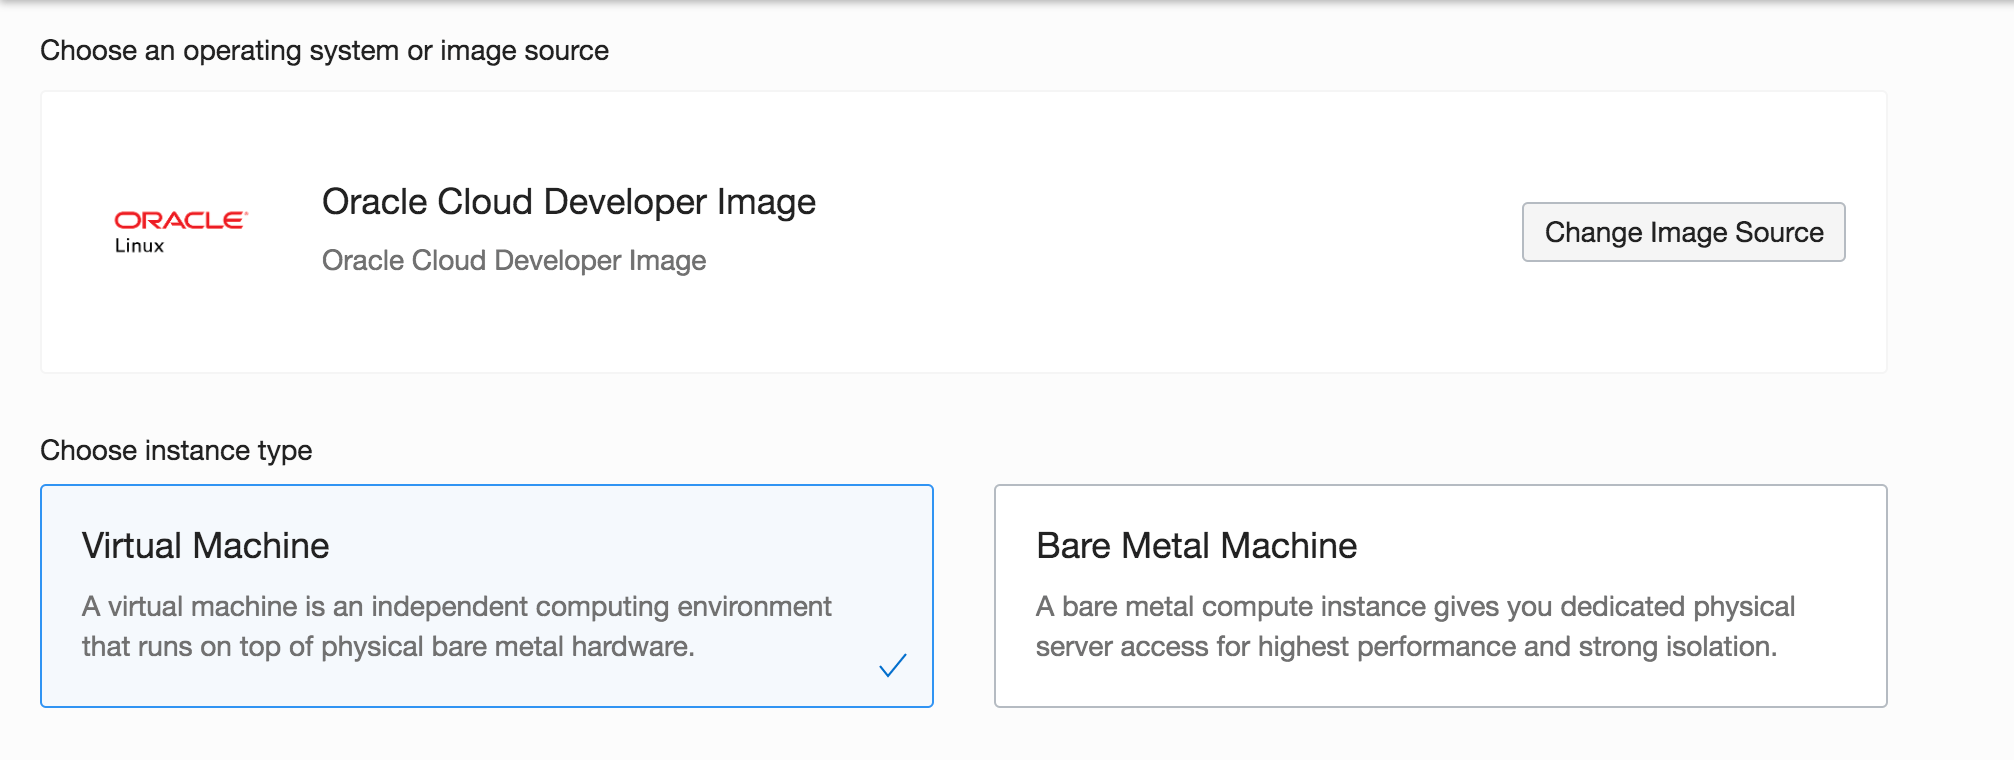 Choose an operating system or image source
ORACLE®
Linux
Oracle Cloud Developer Image
Oracle Cloud Developer Image
Change Image Source
Choose instance type
Virtual Machine
A virtual machine is an independent computing environment
that runs on top of physical bare metal hardware.
Bare Metal Machine
A bare metal compute instance gives you dedicated physical
server access for highest performance and strong isolation.